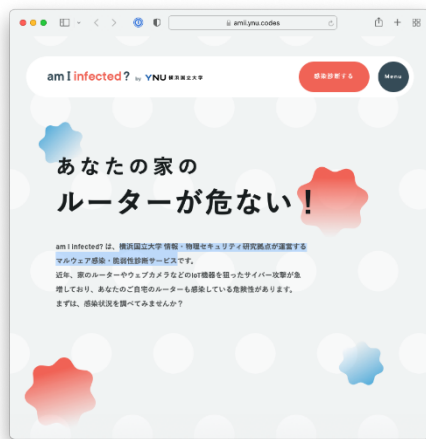 amii.ynu.codes
am I infected? by YNU 横浜国立大学
感染診断する
Menu
あなたの家の
ルーターが危ない！
am I infected? は、横浜国立大学 情報・物理セキュリティ研究拠点が運営する
マルウェア感染・脆弱性診断サービスです。
近年、家のルーターやウェブカメラなどのIoT機器を狙ったサイバー攻撃が急
増しており、あなたのご自宅のルーターも感染している危険性があります。
まずは、感染状況を調べてみませんか？